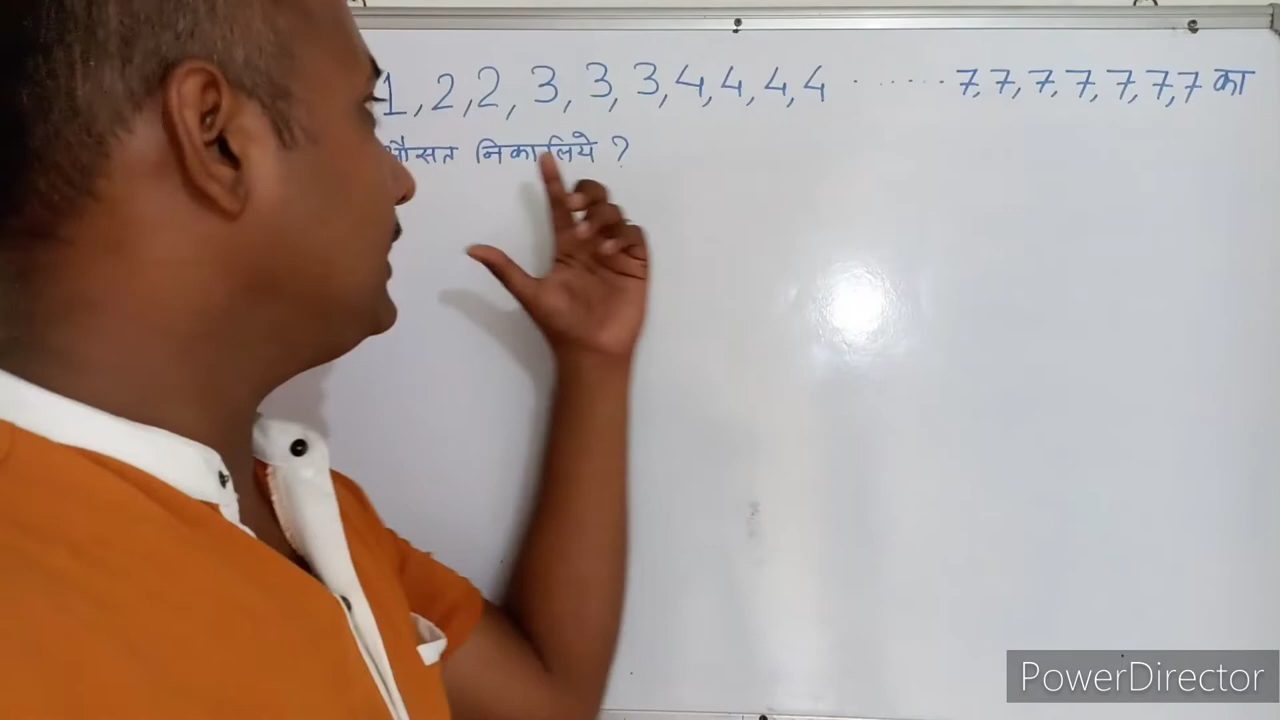 1, 2, 2, 3, 3, 3, 4, 4, 4, 4 ....... 7, 7, 7, 7, 7, 7, 7 का
औसत निकालिये ?
PowerDirector